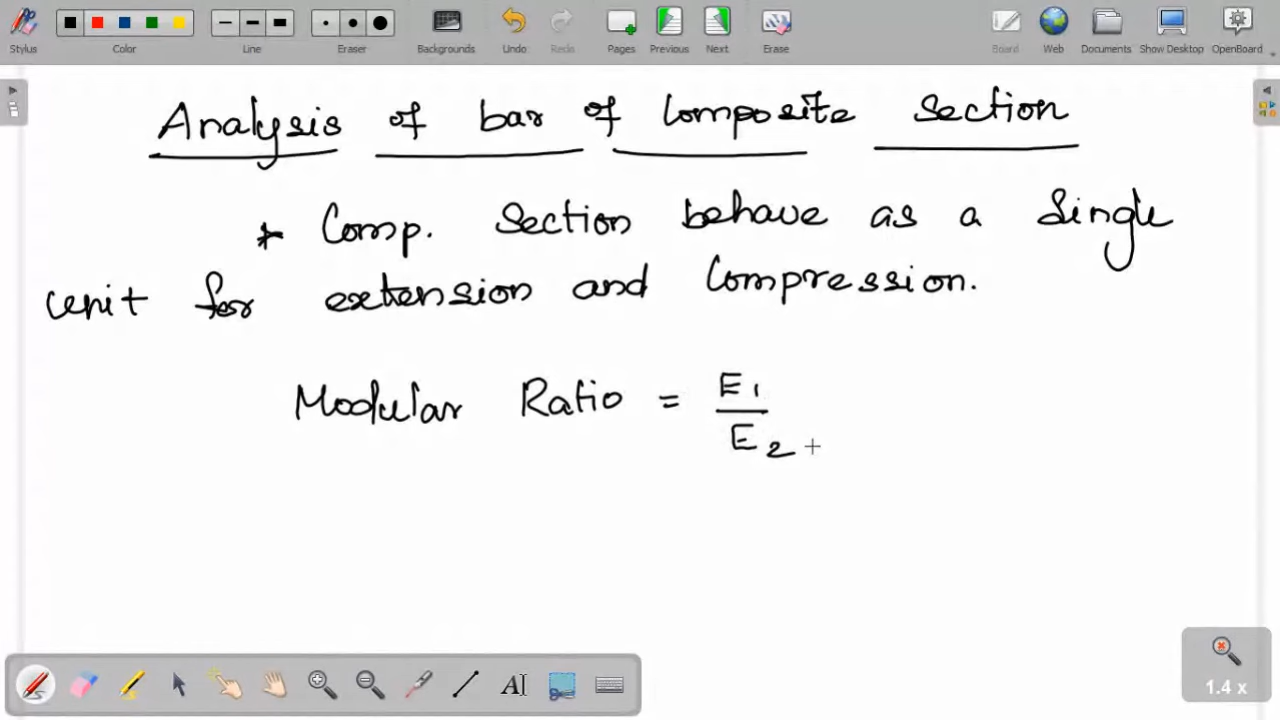 Stylus
Color
Line
Eraser
Backgrounds
Undo
Redo
Pages
Previous
Next
Erase
Board
Web
Documents
Show Desktop
OpenBoard
Analysis of bar of Composite Section
* Comp. Section behave as a Single
unit for extension and Compression.
Modular Ratio = E1
E2
AI
1.4 x